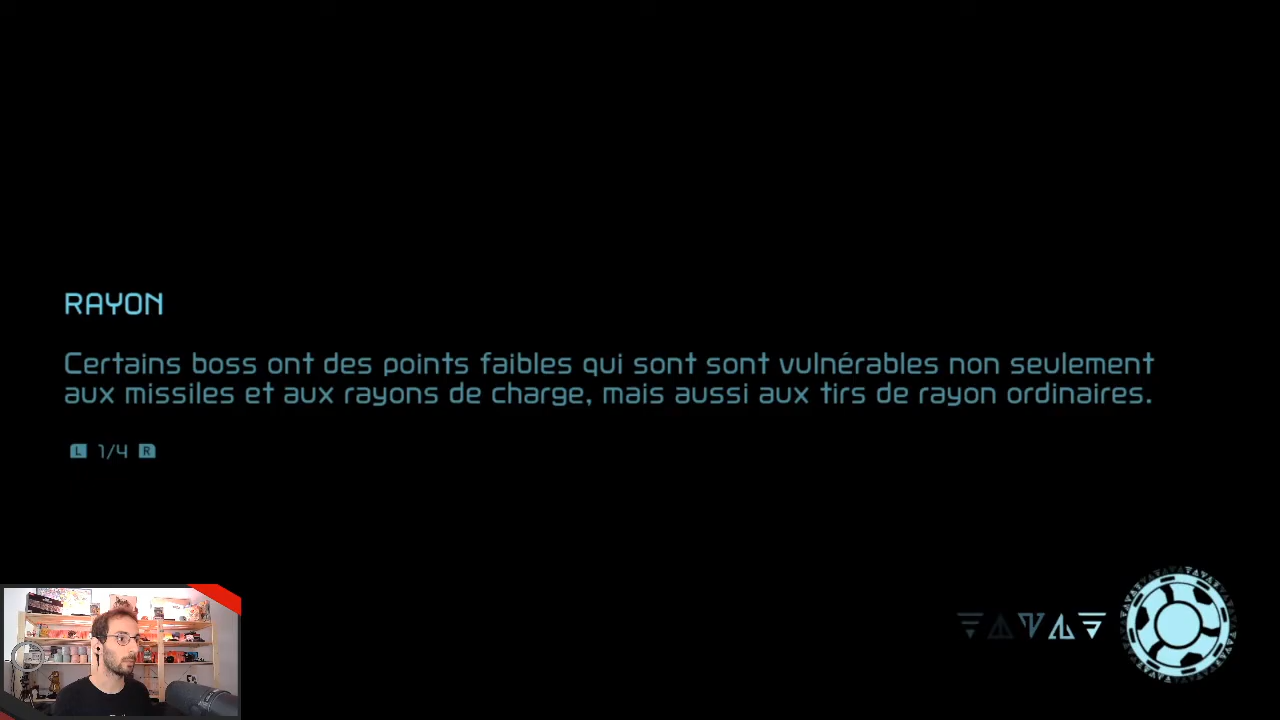 RAYON
Certains boss ont des points faibles qui sont sont vulnérables non seulement
aux missiles et aux rayons de charge, mais aussi aux tirs de rayon ordinaires.
L 1/4 R